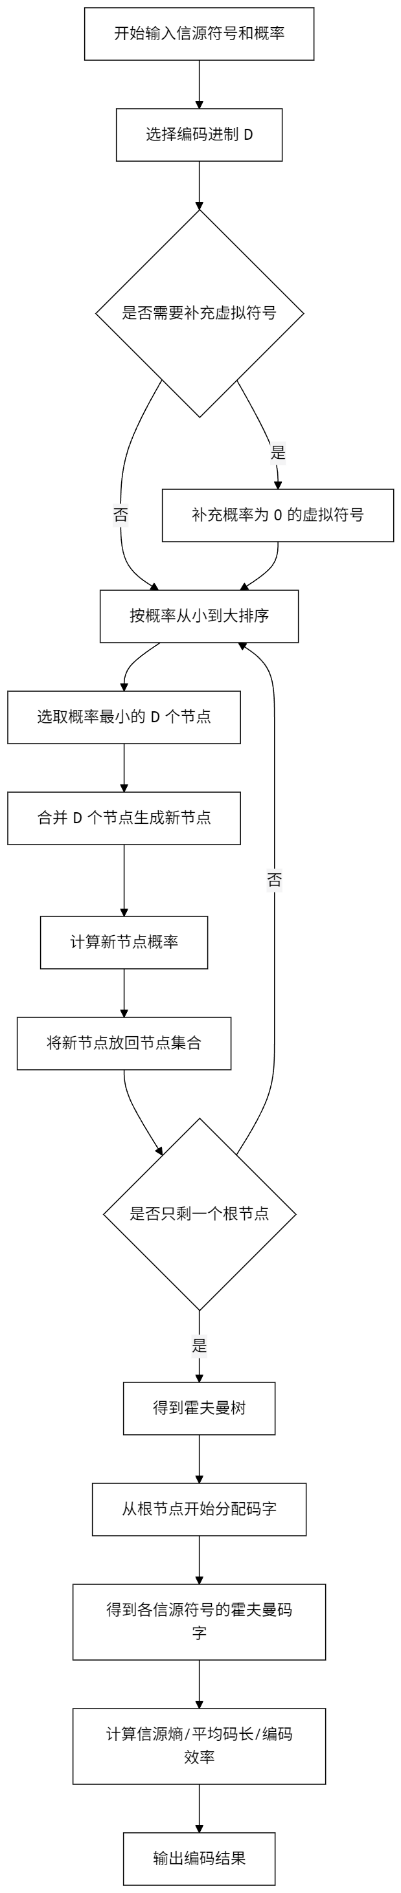 开始输入信源符号和概率
选择编码进制 D
是否需要补充虚拟符号
是
补充概率为 0 的虚拟符号
否
按概率从小到大排序
选取概率最小的 D 个节点
合并 D 个节点生成新节点
否
计算新节点概率
将新节点放回节点集合
是否只剩一个根节点
是
得到霍夫曼树
从根节点开始分配码字
得到各信源符号的霍夫曼码
字
计算信源熵/平均码长/编码
效率
输出编码结果